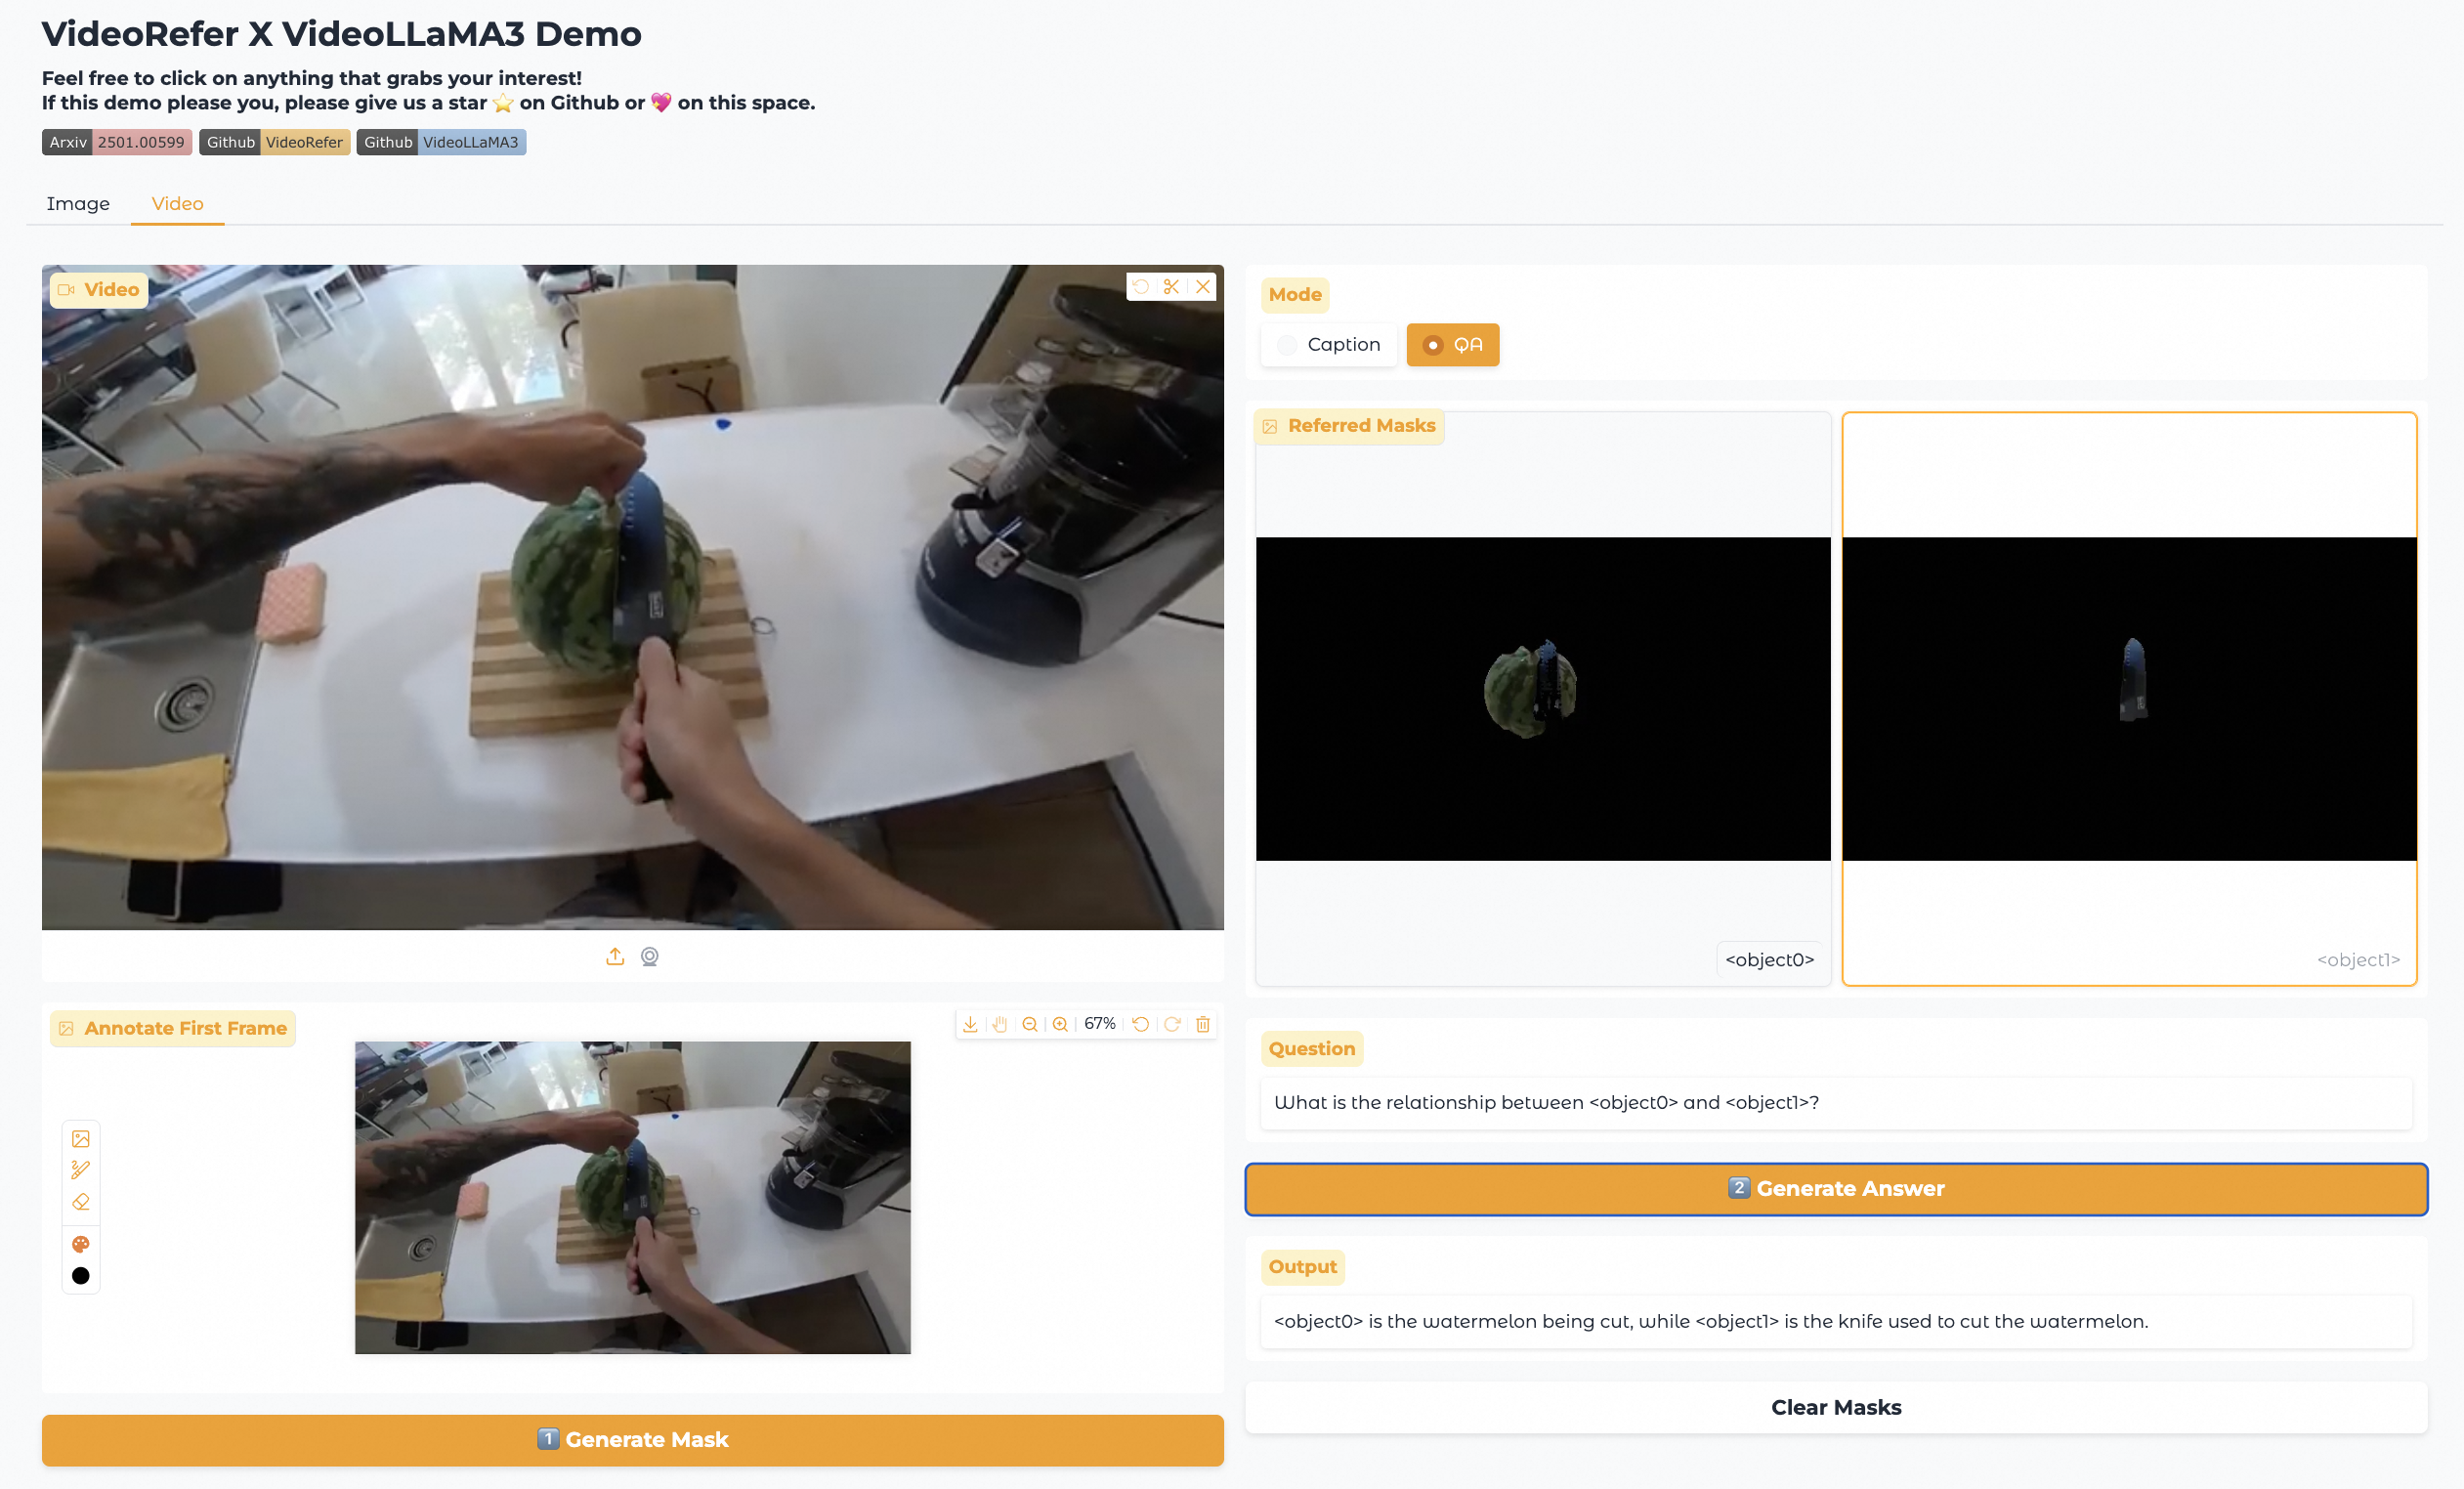 VideoRefer X VideoLLaMA3 Demo
Feel free to click on anything that grabs your interest!
If this demo please you, please give us a star ⭐ on Github or 💖 on this space.
Arxiv 2501.00599 Github VideoRefer Github VideoLLaMA3
Image Video
Video
Annotate First Frame
67%
1 Generate Mask
Mode
Caption QA
Referred Masks
<object0> <object1>
Question
What is the relationship between <object0> and <object1>?
2 Generate Answer
Output
<object0> is the watermelon being cut, while <object1> is the knife used to cut the watermelon.
Clear Masks